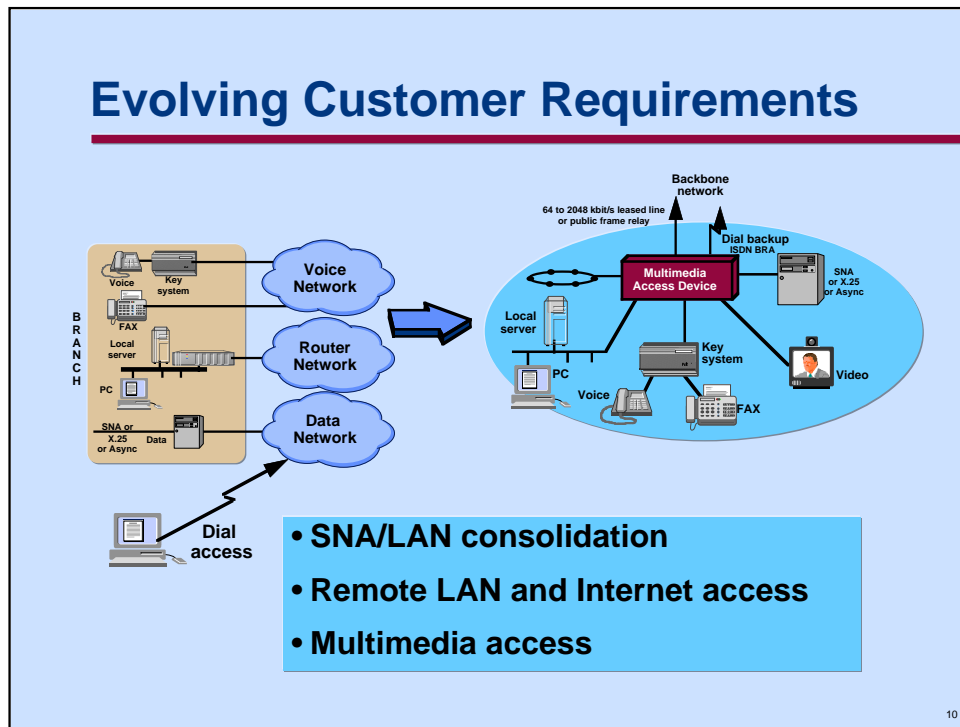 Evolving Customer Requirements
B
R
A
N
C
H
Voice
Key
system
FAX
Local
server
PC
SNA or
X.25
or Async
Data
Voice
Network
Router
Network
Data
Network
Dial
access
Backbone
network
64 to 2048 kbit/s leased line
or public frame relay
Dial backup
ISDN BRA
Multimedia
Access Device
SNA
or X.25
or Async
Local
server
PC
Key
system
Voice
FAX
Video
• SNA/LAN consolidation
• Remote LAN and Internet access
• Multimedia access
10